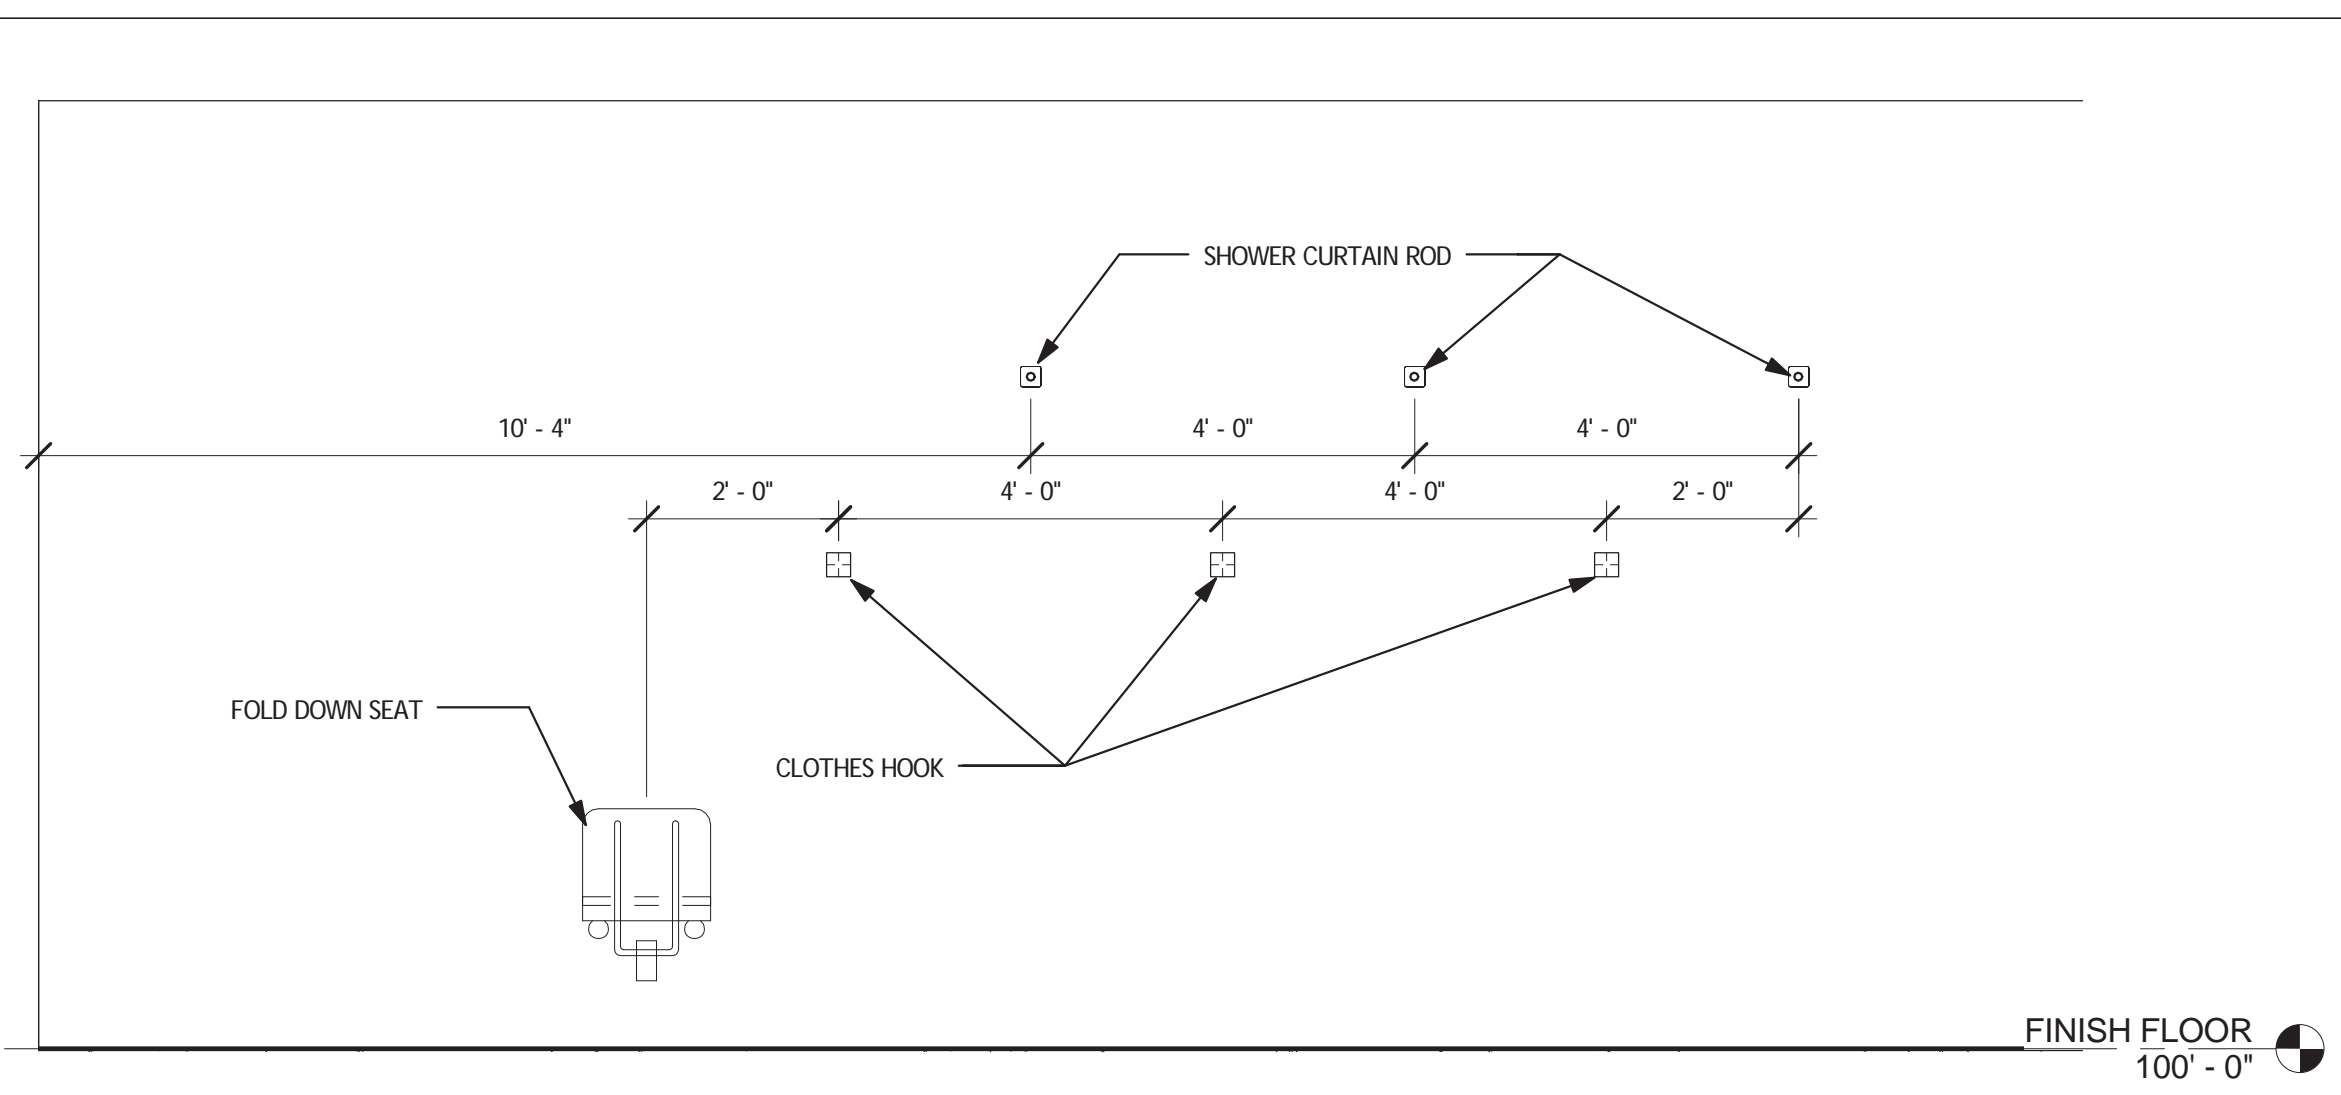 SHOWER CURTAIN ROD
10' - 4"
4' - 0"
4' - 0"
2' - 0"
4' - 0"
4' - 0"
2' - 0"
FOLD DOWN SEAT
CLOTHES HOOK
FINISH FLOOR
100' - 0"